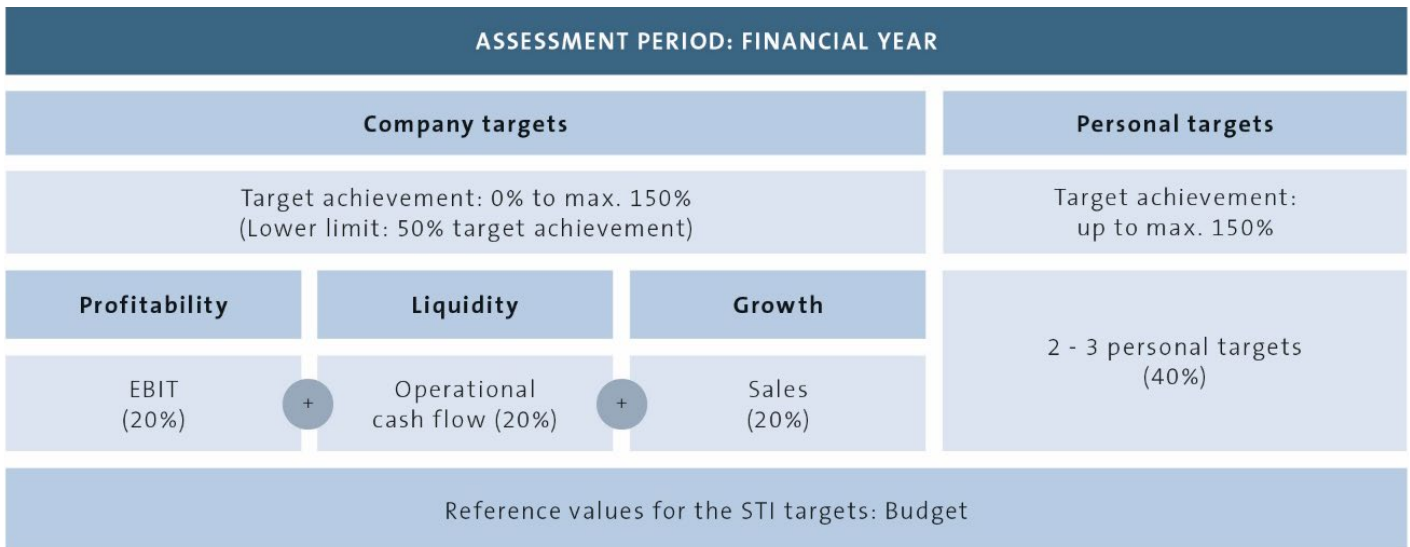 ASSESSMENT PERIOD: FINANCIAL YEAR
Company targets
Personal targets
Target achievement: 0% to max. 150%
(Lower limit: 50% target achievement)
Target achievement:
up to max. 150%
Profitability
Liquidity
Growth
EBIT
(20%)
+
Operational
cash flow (20%)
+
Sales
(20%)
2 - 3 personal targets
(40%)
Reference values for the STI targets: Budget